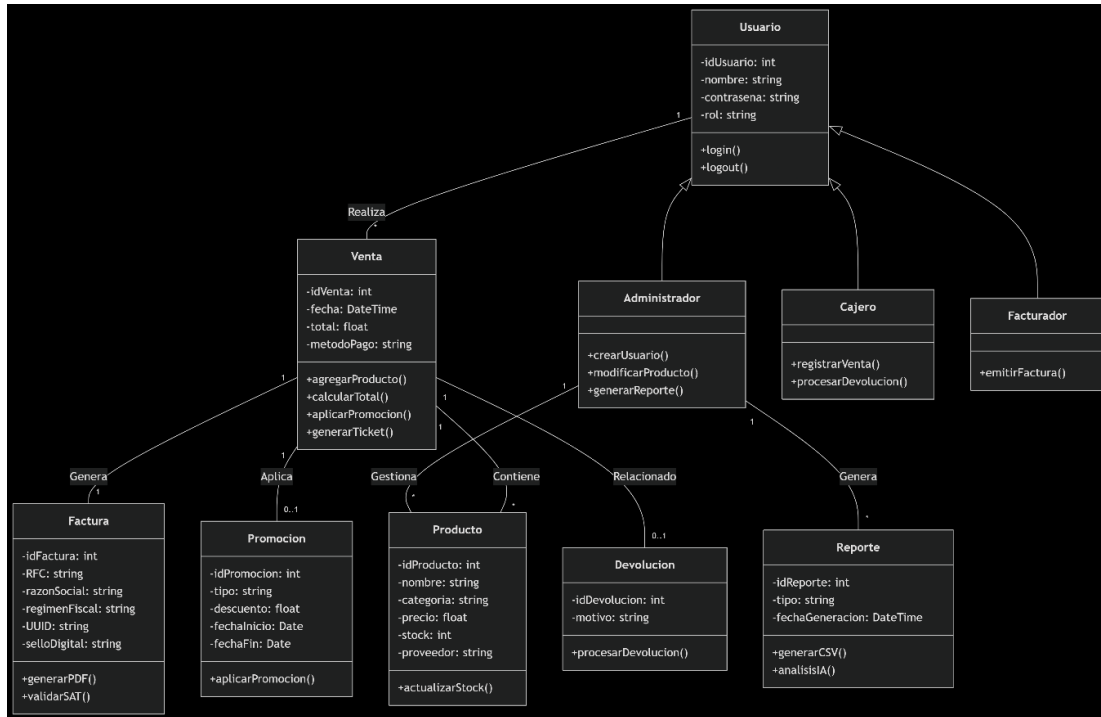 Usuario
-idUsuario: int
-nombre: string
-contrasena: string
-rol: string
+login()
+logout()
1
Realiza
*
Venta
-idVenta: int
-fecha: DateTime
-total: float
-metodoPago: string
+agregarProducto()
+calcularTotal()
+aplicarPromocion()
+generarTicket()
Administrador
+crearUsuario()
+modificarProducto()
+generarReporte()
Cajero
+registrarVenta()
+procesarDevolucion()
Facturador
+emitirFactura()
1
Genera
1
1
Aplica
0..1
1
Gestiona
*
1
Contiene
*
1
Relacionado
0..1
1
Genera
*
Factura
-idFactura: int
-RFC: string
-razonSocial: string
-regimenFiscal: string
-UUID: string
-selloDigital: string
+generarPDF()
+validarSAT()
Promocion
-idPromocion: int
-tipo: string
-descuento: float
-fechaInicio: Date
-fechaFin: Date
+aplicarPromocion()
Producto
-idProducto: int
-nombre: string
-categoria: string
-precio: float
-stock: int
-proveedor: string
+actualizarStock()
Devolucion
-idDevolucion: int
-motivo: string
+procesarDevolucion()
Reporte
-idReporte: int
-tipo: string
-fechaGeneracion: DateTime
+generarCSV()
+analisisIA()